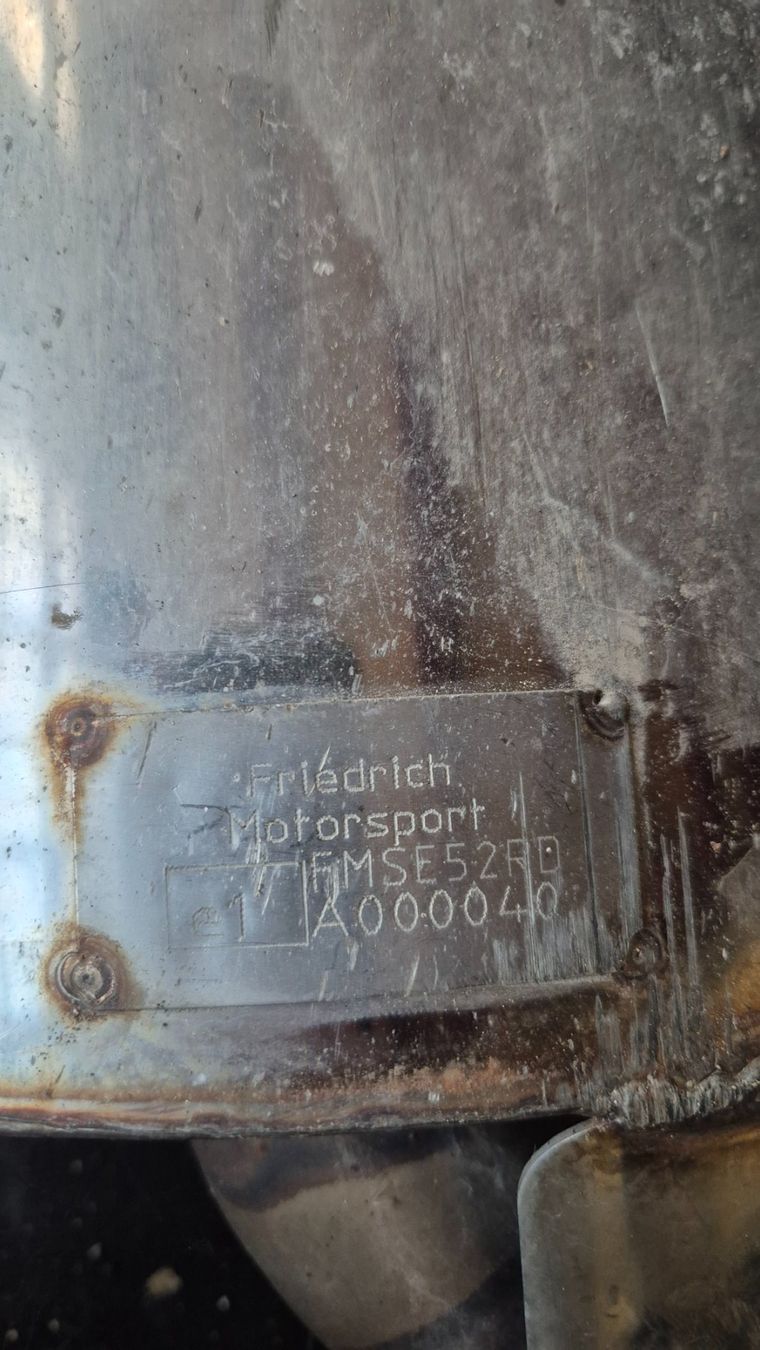 Friedrich
Motorsport
FMSE52RD
e1 A000040